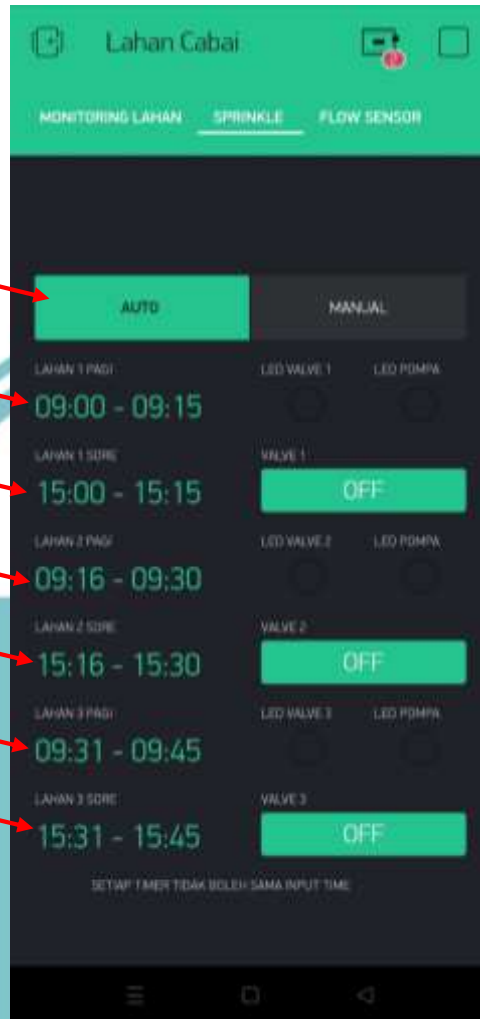 Lahan Cabai
MONITORING LAHAN SPRINKLE FLOW SENSOR
AUTO MANUAL
LAHAN 1 PAGI LED VALVE 1 LED POMPA
09:00 - 09:15
LAHAN 1 SORE VALVE 1
15:00 - 15:15 OFF
LAHAN 2 PAGI LED VALVE 2 LED POMPA
09:16 - 09:30
LAHAN 2 SORE VALVE 2
15:16 - 15:30 OFF
LAHAN 3 PAGI LED VALVE 3 LED POMPA
09:31 - 09:45
LAHAN 3 SORE VALVE 3
15:31 - 15:45 OFF
SETIAP TIMER TIDAK BOLEH SAMA INPUT TIME